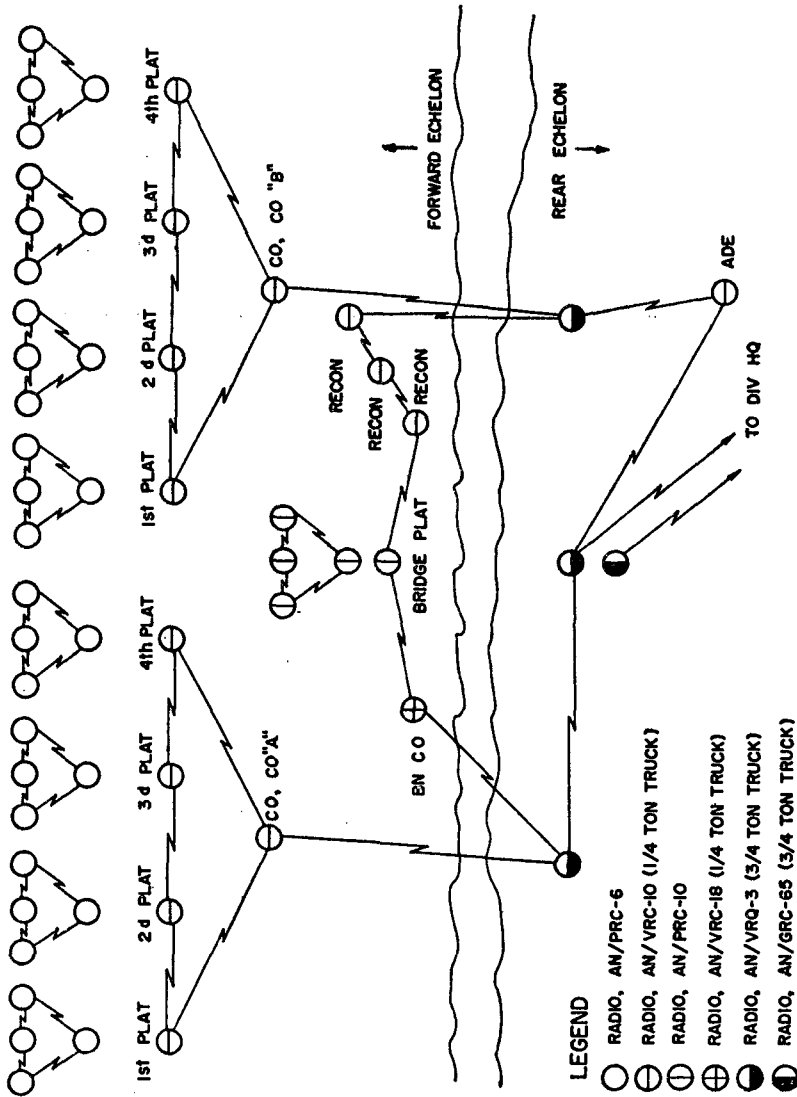 1st PLAT
2d PLAT
3d PLAT
4th PLAT
1st PLAT
2d PLAT
3d PLAT
4th PLAT
CO, CO"A"
CO, CO "B"
BN CO
BRIDGE PLAT
RECON
RECON
RECON
FORWARD ECHELON
REAR ECHELON
ADE
TO DIV HQ
LEGEND
RADIO, AN/PRC-6
RADIO, AN/VRC-10 (1/4 TON TRUCK)
RADIO, AN/PRC-10
RADIO, AN/VRC-18 (1/4 TON TRUCK)
RADIO, AN/VRQ-3 (3/4 TON TRUCK)
RADIO, AN/GRC-65 (3/4 TON TRUCK)